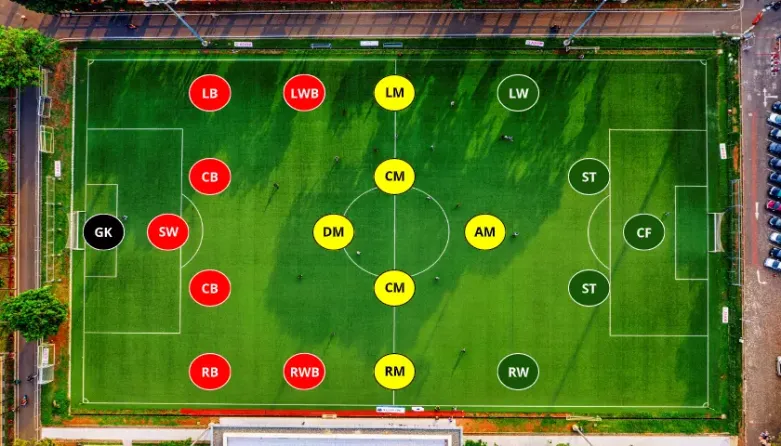 LB LWB LM LW
CB CM ST
GK SW DM AM CF
CB CM ST
RB RWB RM RW